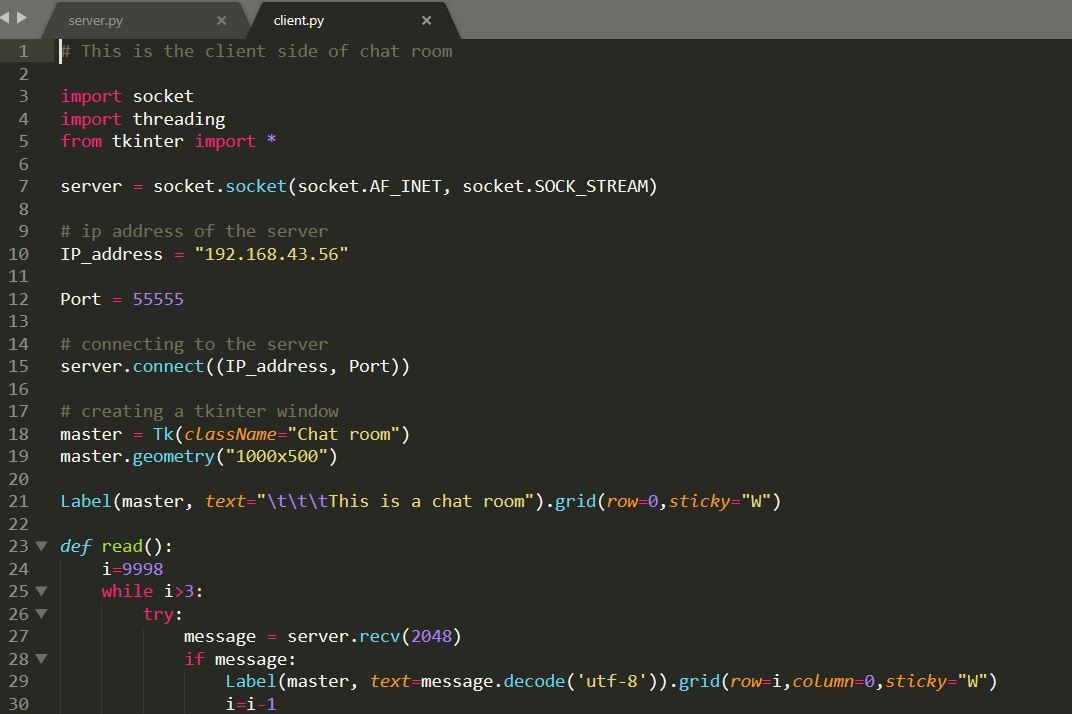 server.py × client.py ×
1 # This is the client side of chat room
2
3 import socket
4 import threading
5 from tkinter import *
6
7 server = socket.socket(socket.AF_INET, socket.SOCK_STREAM)
8
9 # ip address of the server
10 IP_address = "192.168.43.56"
11
12 Port = 55555
13
14 # connecting to the server
15 server.connect((IP_address, Port))
16
17 # creating a tkinter window
18 master = Tk(className="Chat room")
19 master.geometry("1000x500")
20
21 Label(master, text="\t\t\tThis is a chat room").grid(row=0,sticky="W")
22
23 def read():
24     i=9998
25     while i>3:
26         try:
27             message = server.recv(2048)
28             if message:
29                 Label(master, text=message.decode('utf-8')).grid(row=i,column=0,sticky="W")
30                 i=i-1